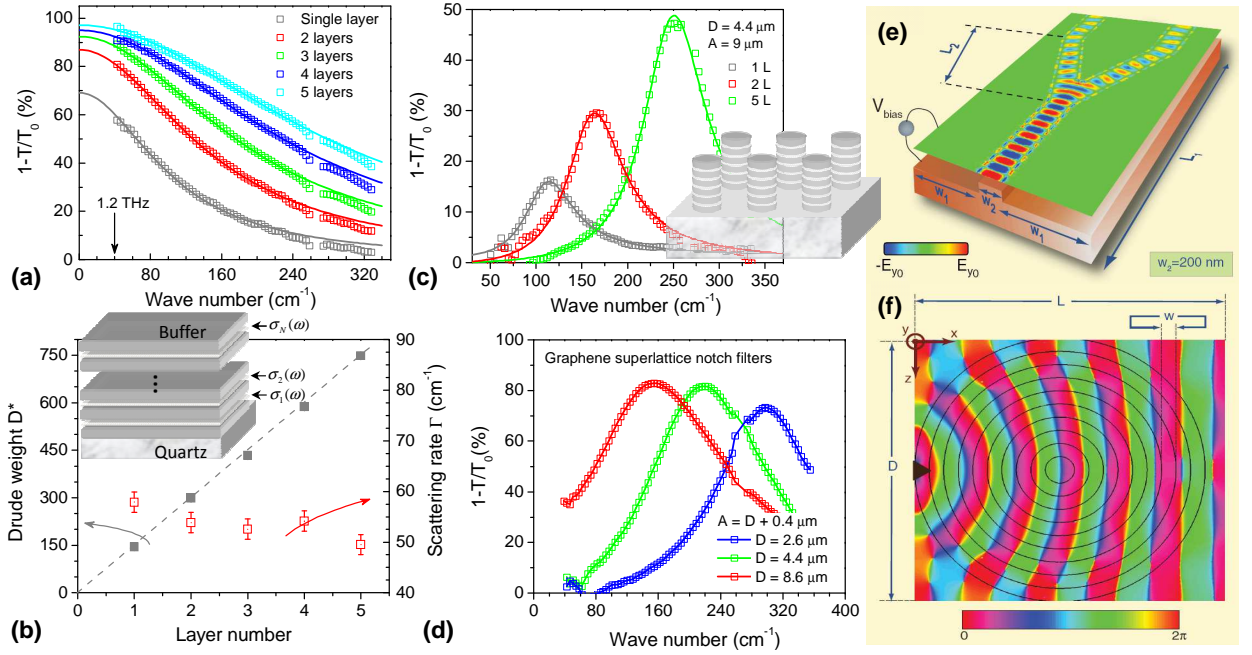 100
80
60
40
20
0
1-T/T₀ (%)
Single layer
2 layers
3 layers
4 layers
5 layers
1.2 THz
0 80 160 240 320
Wave number (cm⁻¹)
(a)
Buffer
σ_N(ω)
σ₂(ω)
σ₁(ω)
Quartz
750
600
450
300
150
0
Drude weight D*
90
80
70
60
50
40
Scattering rate Γ (cm⁻¹)
0 1 2 3 4 5
Layer number
(b)
50
40
30
20
10
0
1-T/T₀ (%)
D = 4.4 μm
A = 9 μm
1 L
2 L
5 L
50 100 150 200 250 300 350
Wave number (cm⁻¹)
(c)
Graphene superlattice notch filters
100
80
60
40
20
0
1-T/T₀(%)
A = D + 0.4 μm
D = 2.6 μm
D = 4.4 μm
D = 8.6 μm
0 80 160 240 320 400
Wave number (cm⁻¹)
(d)
(e)
L₂
V_bias
L₁
w₁
w₂
w₁
-E_y0 E_y0
w₂=200 nm
(f)
L
w
y
x
z
D
0 2π